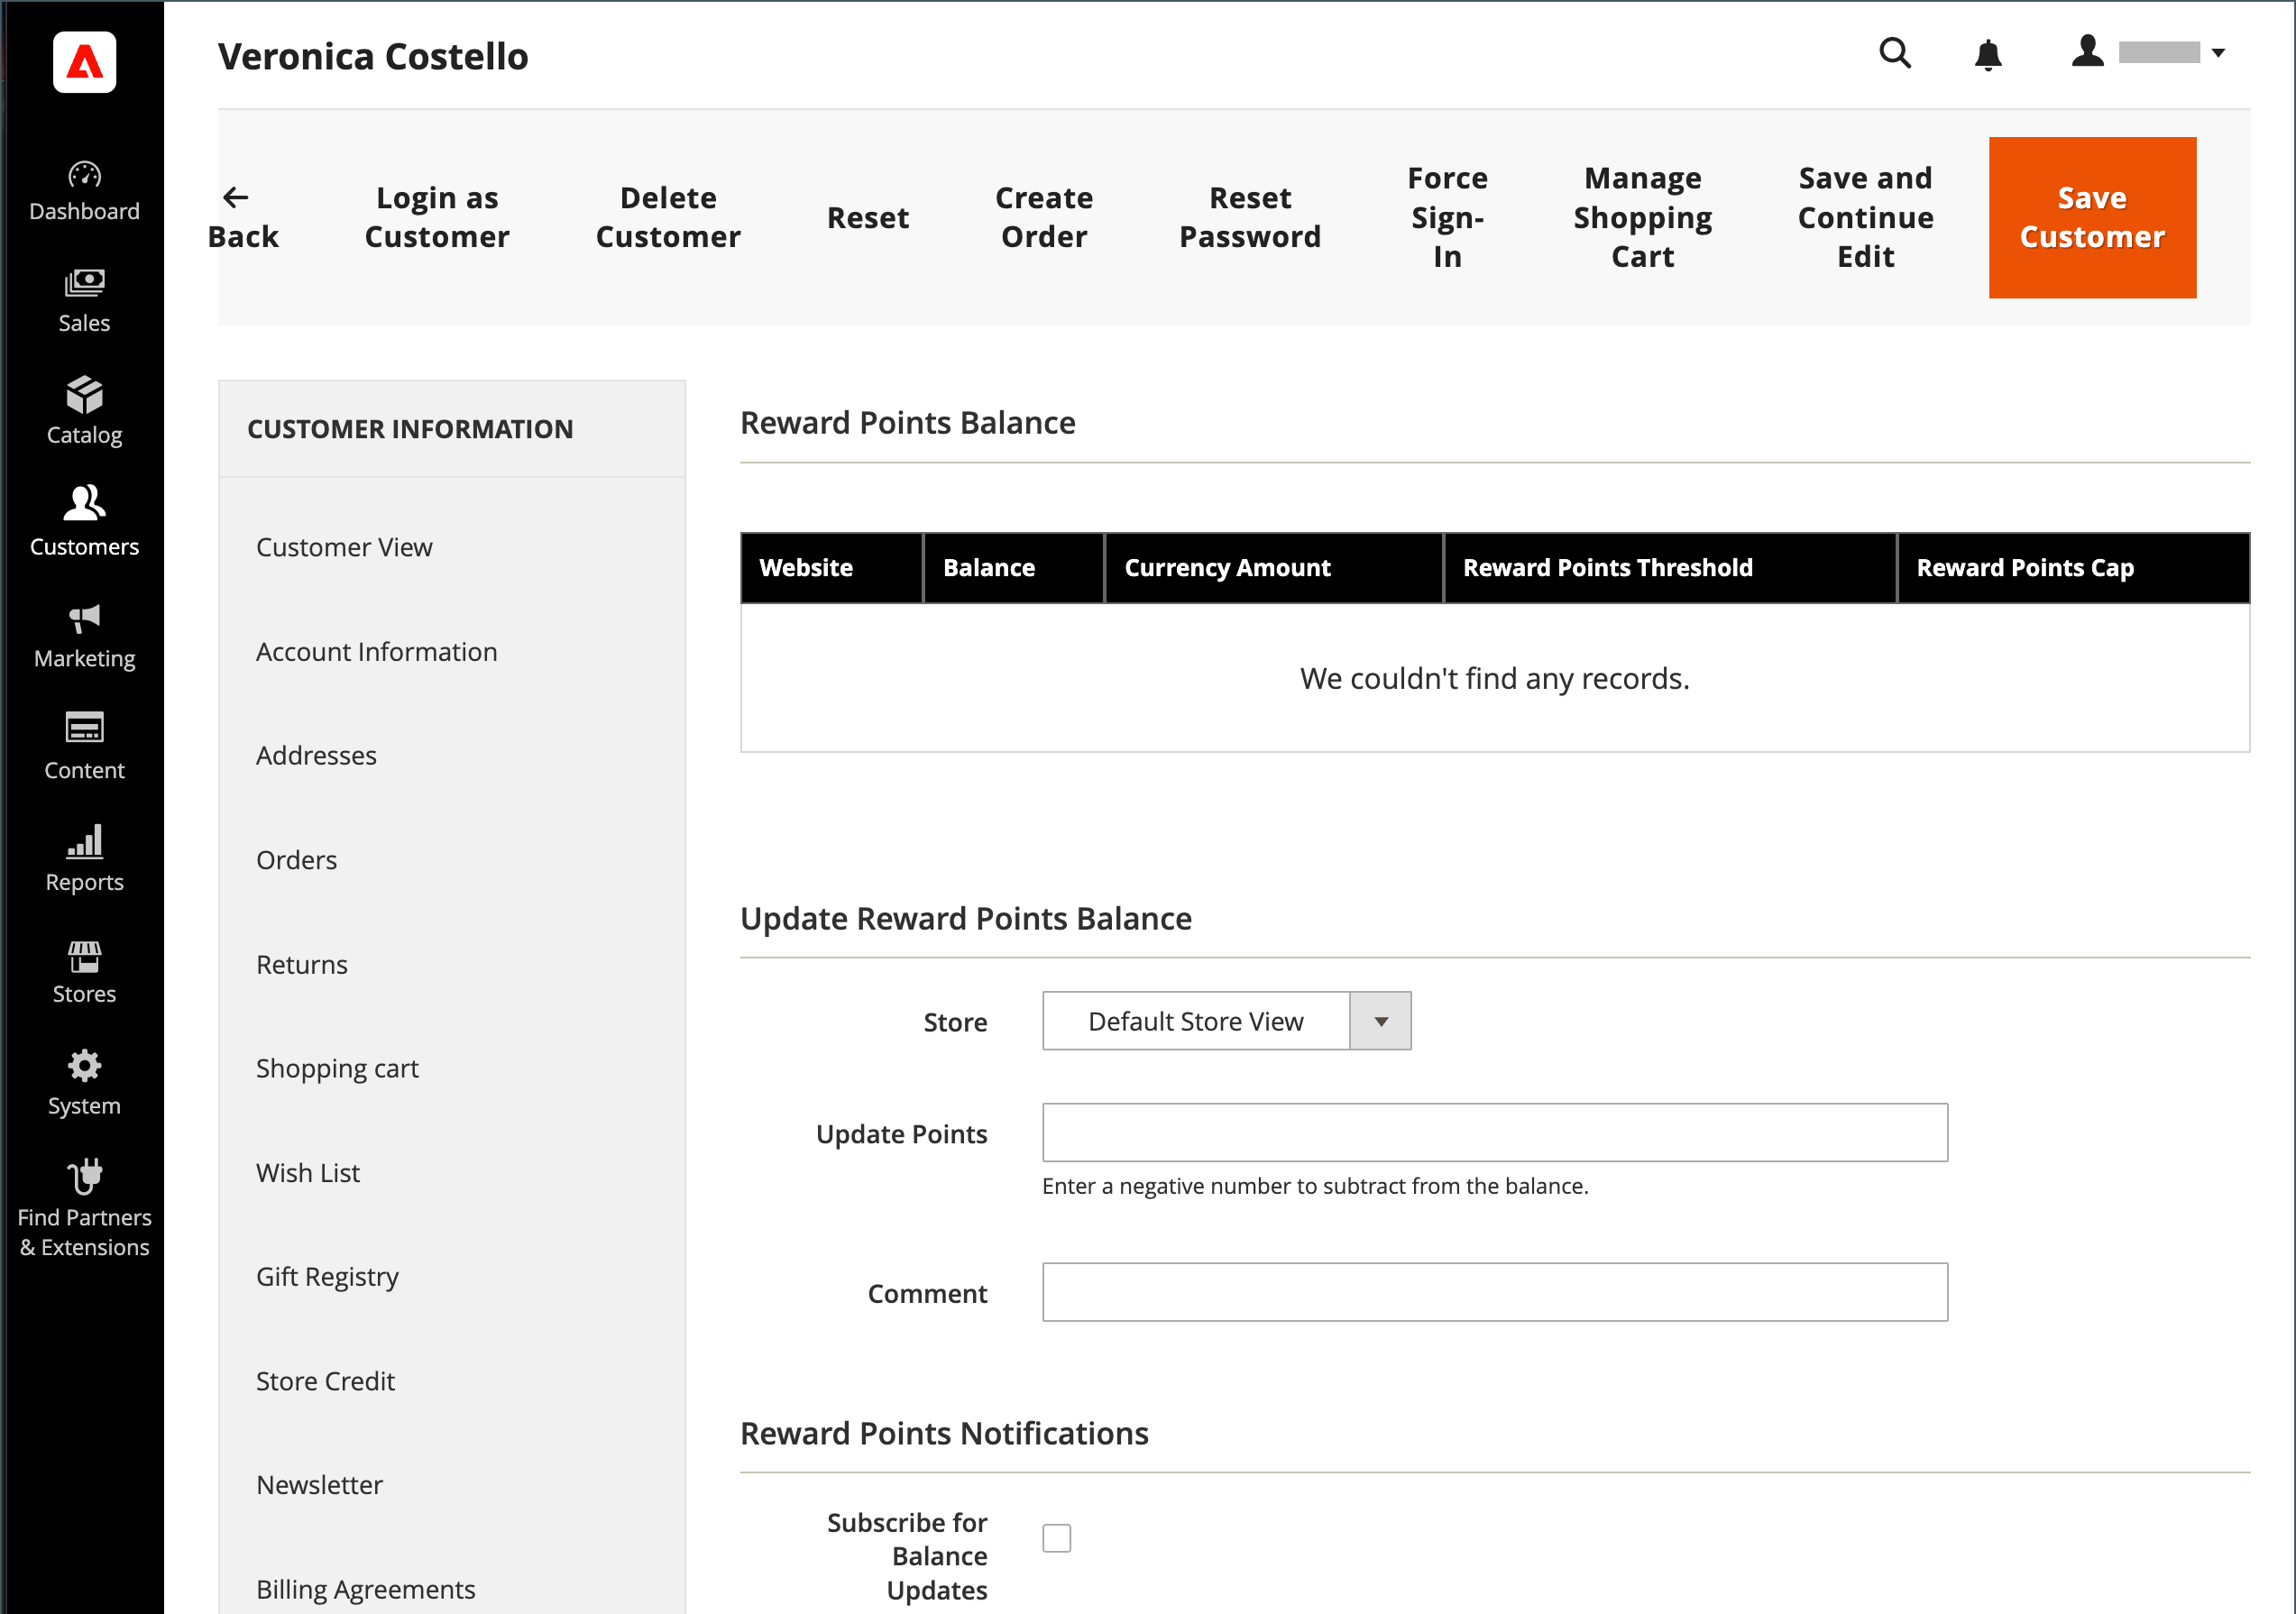 Veronica Costello
Dashboard
Sales
Catalog
Customers
Marketing
Content
Reports
Stores
System
Find Partners
& Extensions
Back
Login as
Customer
Delete
Customer
Reset
Create
Order
Reset
Password
Force
Sign-
In
Manage
Shopping
Cart
Save and
Continue
Edit
Save
Customer
CUSTOMER INFORMATION
Customer View
Account Information
Addresses
Orders
Returns
Shopping cart
Wish List
Gift Registry
Store Credit
Newsletter
Billing Agreements
Reward Points Balance
Website Balance Currency Amount Reward Points Threshold Reward Points Cap
We couldn't find any records.
Update Reward Points Balance
Store Default Store View
Update Points
Enter a negative number to subtract from the balance.
Comment
Reward Points Notifications
Subscribe for
Balance
Updates